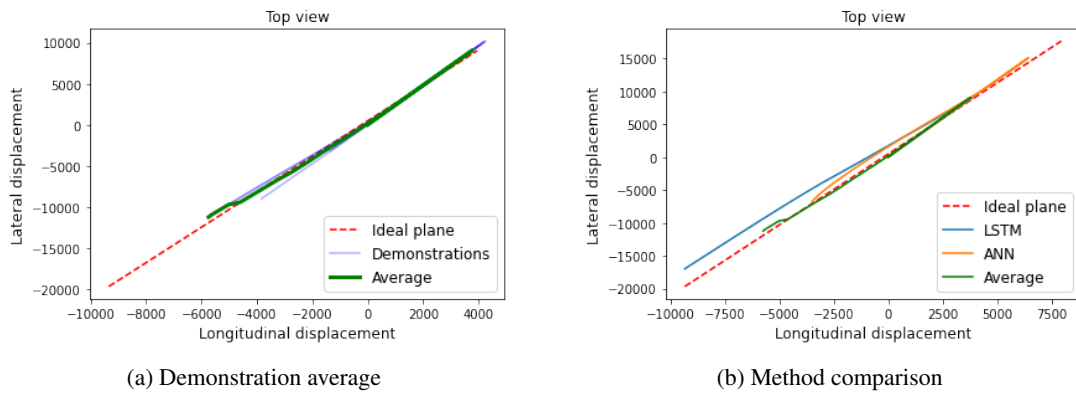 Top view
10000
5000
0
−5000
−10000
−15000
−20000
Lateral displacement
Ideal plane
Demonstrations
Average
−10000 −8000 −6000 −4000 −2000 0 2000 4000
Longitudinal displacement
(a) Demonstration average
Top view
15000
10000
5000
0
−5000
−10000
−15000
−20000
Lateral displacement
Ideal plane
LSTM
ANN
Average
−10000 −7500 −5000 −2500 0 2500 5000 7500
Longitudinal displacement
(b) Method comparison